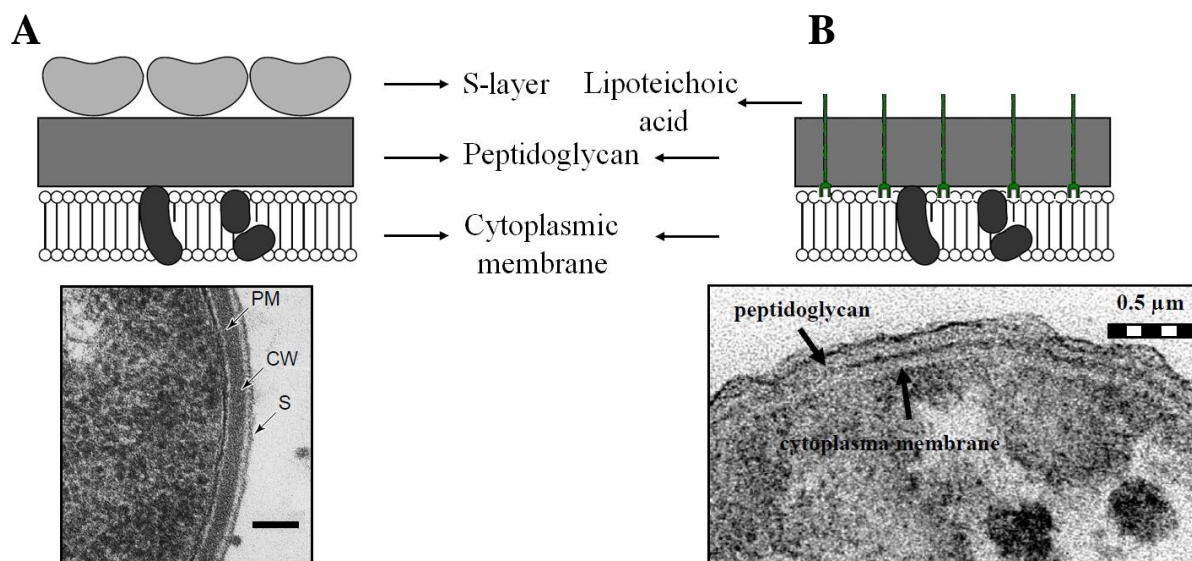 A
B
S-layer
Lipoteichoic
acid
Peptidoglycan
Cytoplasmic
membrane
PM
CW
S
peptidoglycan
0.5 µm
cytoplasma membrane